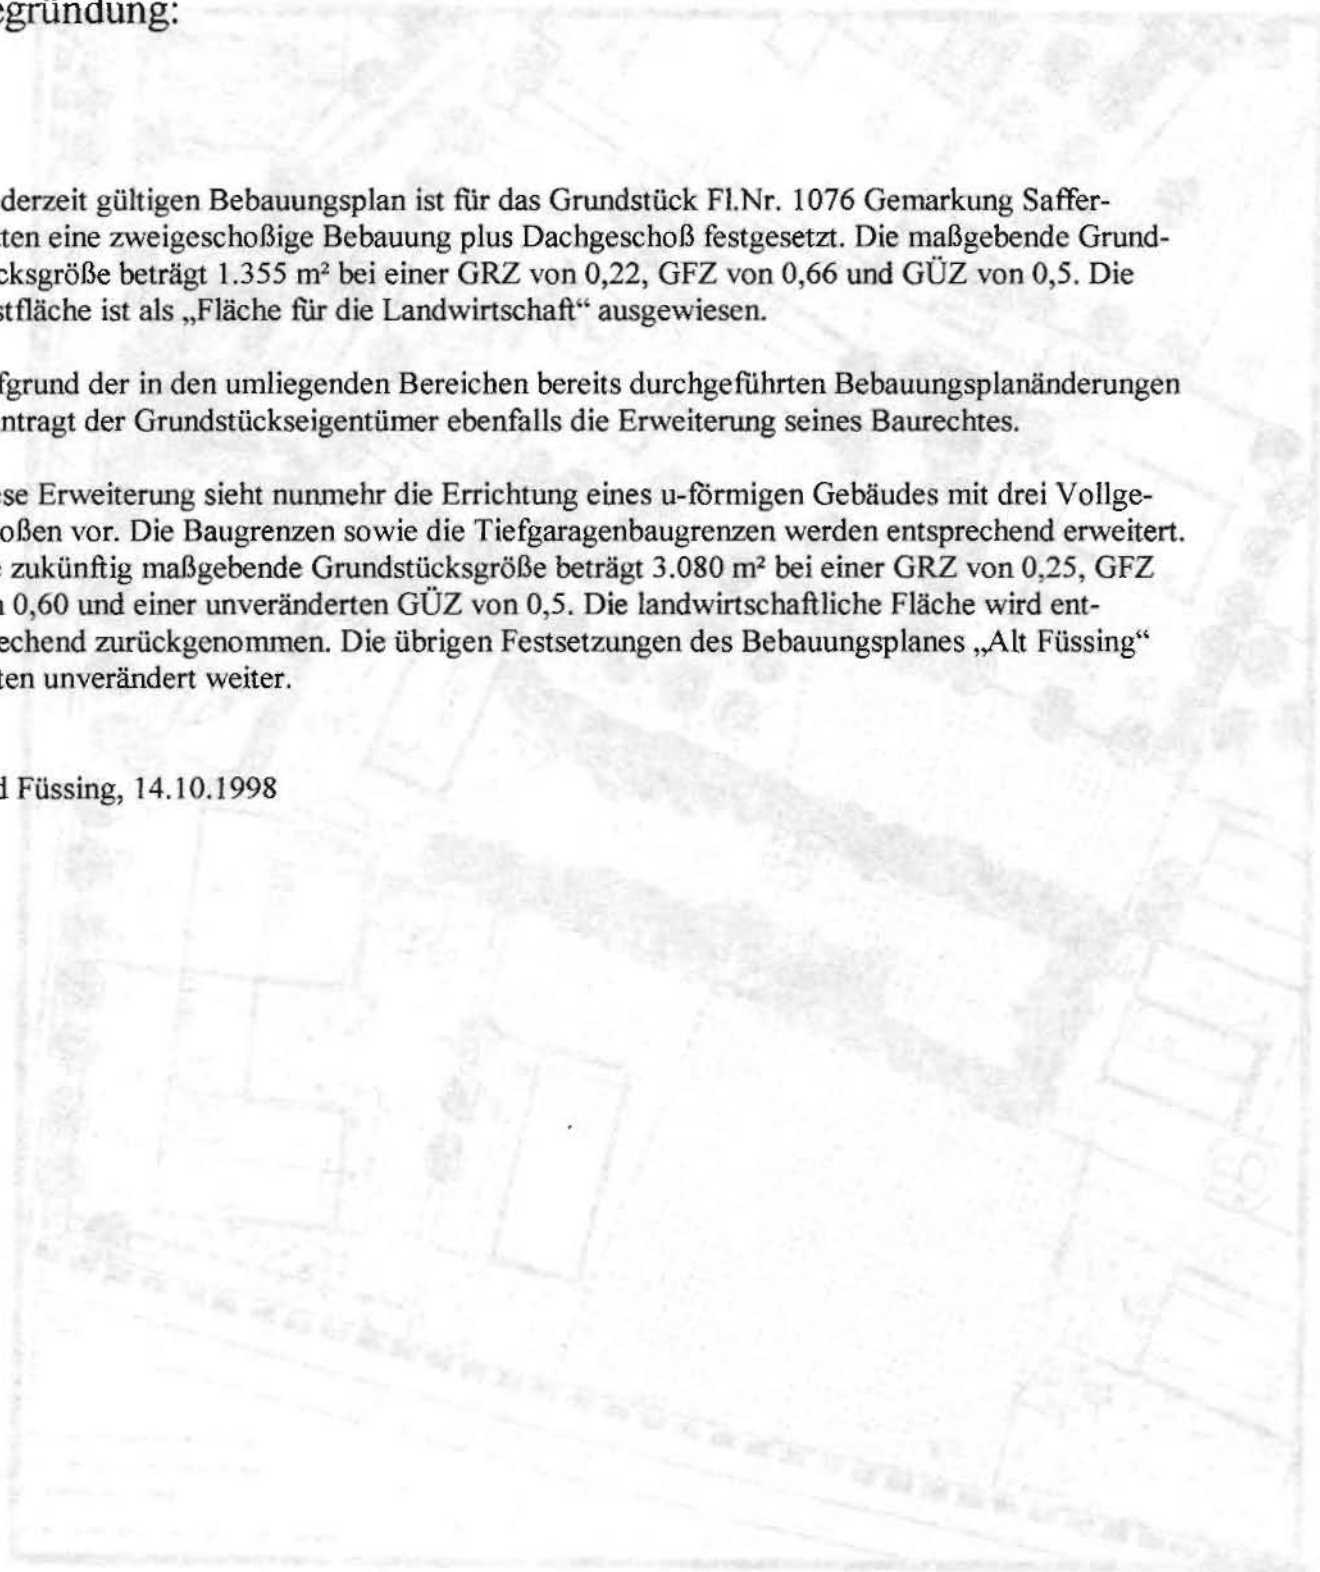 egründung:
derzeit gültigen Bebauungsplan ist für das Grundstück Fl.Nr. 1076 Gemarkung Saffer-
ten eine zweigeschoßige Bebauung plus Dachgeschoß festgesetzt. Die maßgebende Grund-
cksgröße beträgt 1.355 m² bei einer GRZ von 0,22, GFZ von 0,66 und GÜZ von 0,5. Die
stfläche ist als „Fläche für die Landwirtschaft“ ausgewiesen.
fgrund der in den umliegenden Bereichen bereits durchgeführten Bebauungsplanänderungen
ntragt der Grundstückseigentümer ebenfalls die Erweiterung seines Baurechtes.
ese Erweiterung sieht nunmehr die Errichtung eines u-förmigen Gebäudes mit drei Vollge-
oßen vor. Die Baugrenzen sowie die Tiefgaragenbaugrenzen werden entsprechend erweitert.
e zukünftig maßgebende Grundstücksgröße beträgt 3.080 m² bei einer GRZ von 0,25, GFZ
n 0,60 und einer unveränderten GÜZ von 0,5. Die landwirtschaftliche Fläche wird ent-
echend zurückgenommen. Die übrigen Festsetzungen des Bebauungsplanes „Alt Füssing“
ten unverändert weiter.
d Füssing, 14.10.1998